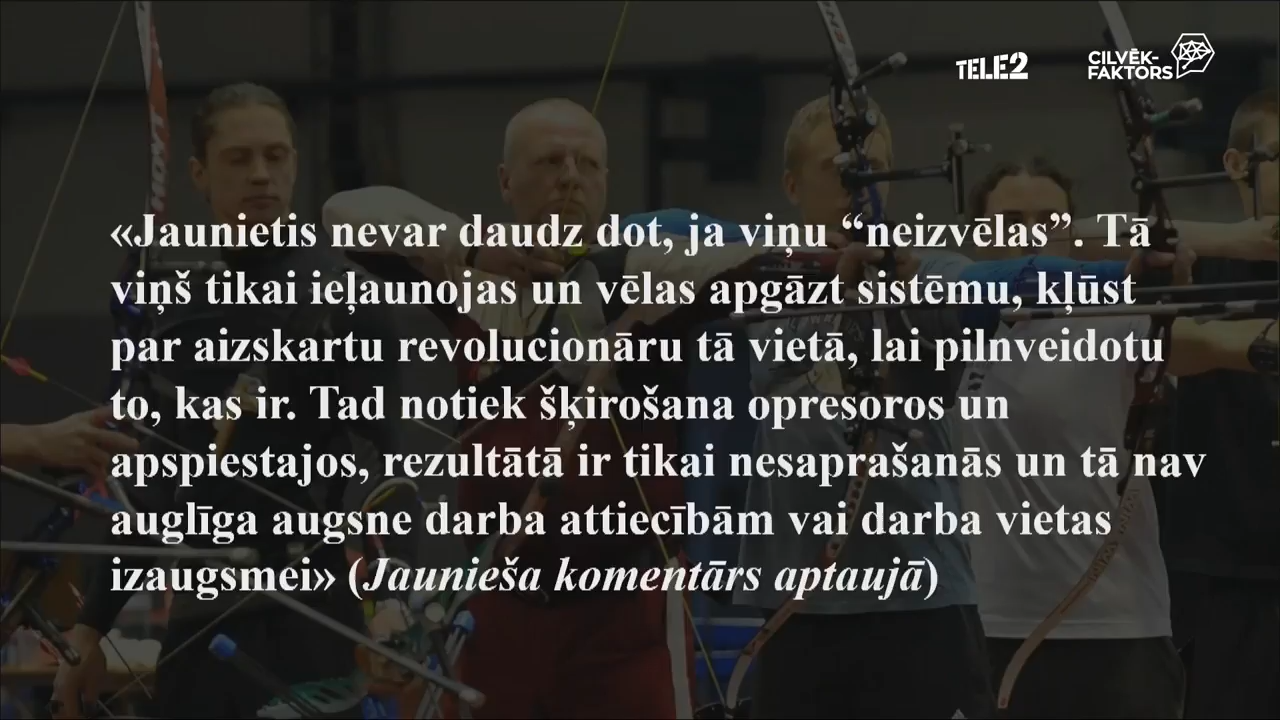 TELE2
CILVĒK-
FAKTORS
«Jaunietis nevar daudz dot, ja viņu “neizvēlas”. Tā
viņš tikai ieļaunojas un vēlas apgāzt sistēmu, kļūst
par aizskartu revolucionāru tā vietā, lai pilnveidotu
to, kas ir. Tad notiek šķirošana opresoros un
apspiestajos, rezultātā ir tikai nesaprašanās un tā nav
auglīga augsne darba attiecībām vai darba vietas
izaugsmei» (Jaunieša komentārs aptaujā)